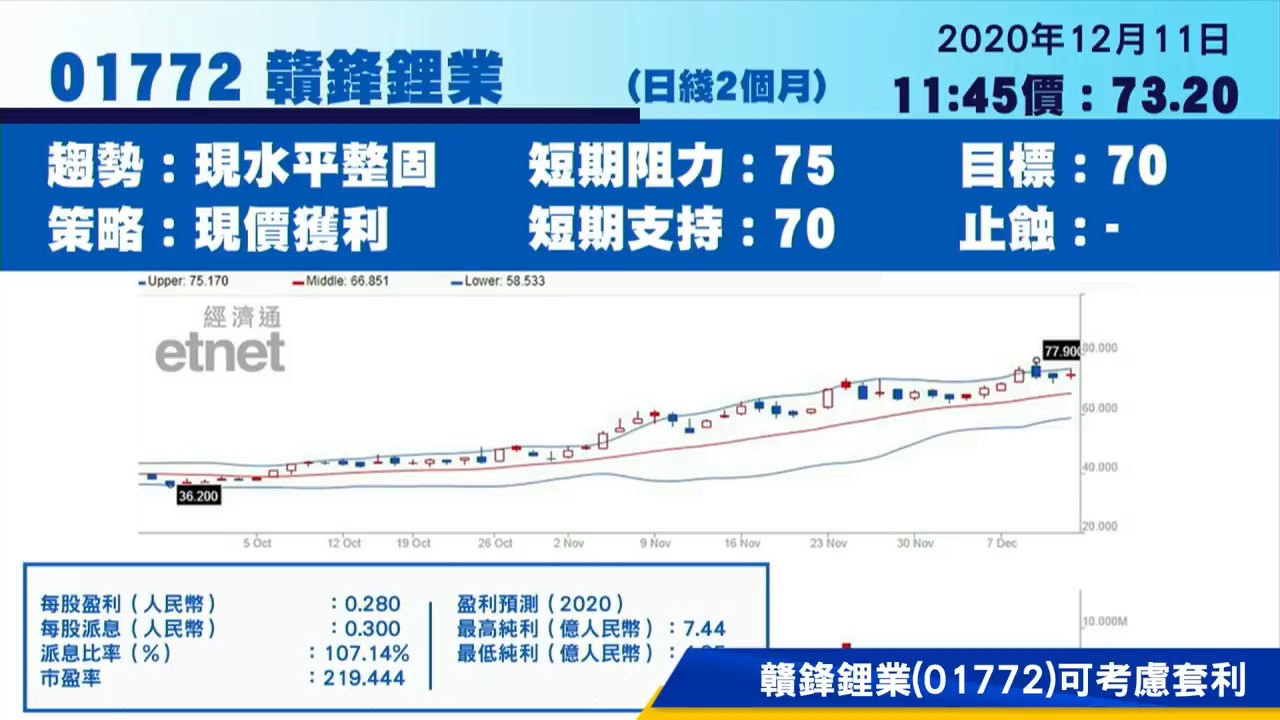 01772 贛鋒鋰業
(日綫2個月)
2020年12月11日
11:45價：73.20
趨勢：現水平整固
短期阻力：75
目標：70
策略：現價獲利
短期支持：70
止蝕：-
Upper: 75.170 Middle: 66.851 Lower: 58.533
經濟通
etnet
77.900
80.000
60.000
40.000
20.000
36.200
5 Oct 12 Oct 19 Oct 26 Oct 2 Nov 9 Nov 16 Nov 23 Nov 30 Nov 7 Dec
10.000M
每股盈利（人民幣）：0.280
每股派息（人民幣）：0.300
派息比率（%）：107.14%
市盈率：219.444
盈利預測（2020）
最高純利（億人民幣）：7.44
最低純利（億人民幣）：
贛鋒鋰業(01772)可考慮套利